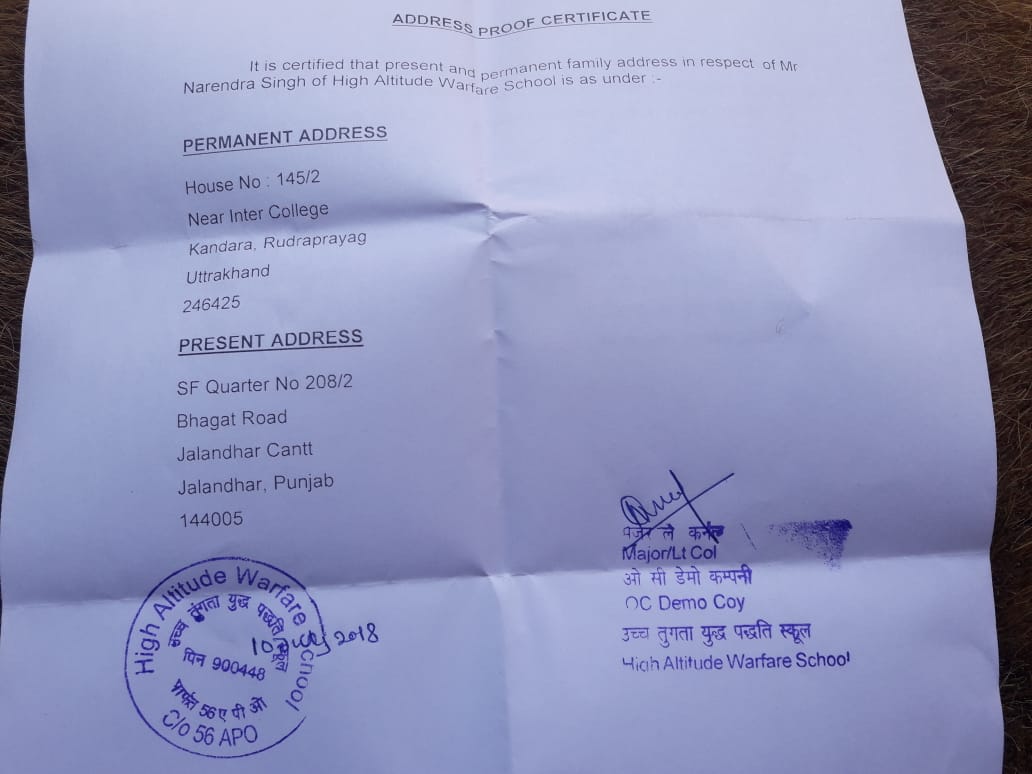 ADDRESS PROOF CERTIFICATE
It is certified that present and permanent family address in respect of Mr
Narendra Singh of High Altitude Warfare School is as under :-
PERMANENT ADDRESS
House No : 145/2
Near Inter College
Kandara, Rudraprayag
Uttrakhand
246425
PRESENT ADDRESS
SF Quarter No 208/2
Bhagat Road
Jalandhar Cantt
Jalandhar, Punjab
144005
High Altitude Warfare School
उच्च तुंगता युद्ध पद्धति स्कूल
पिन 900448
56 ए पी ओ
C/o 56 APO
10 2018
ले कर्नल
Major/Lt Col
ओ सी डेमो कम्पनी
OC Demo Coy
उच्च तुगता युद्ध पद्धति स्कूल
High Altitude Warfare School